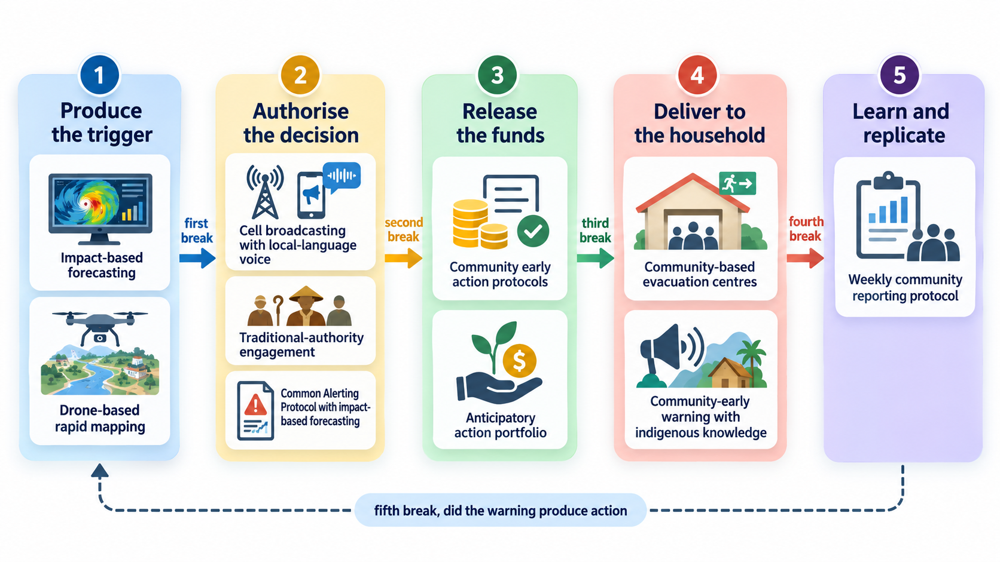 1
Produce
the trigger
Impact-based
forecasting
Drone-based
rapid mapping
first
break
2
Authorise
the decision
Cell broadcasting
with local-language
voice
Traditional-authority
engagement
Common Alerting
Protocol with impact-
based forecasting
second
break
3
Release
the funds
Community early
action protocols
$
Anticipatory
action portfolio
third
break
4
Deliver to
the household
Community-based
evacuation centres
Community-early
warning with
indigenous knowledge
fourth
break
5
Learn and
replicate
Weekly community
reporting protocol
fifth break, did the warning produce action